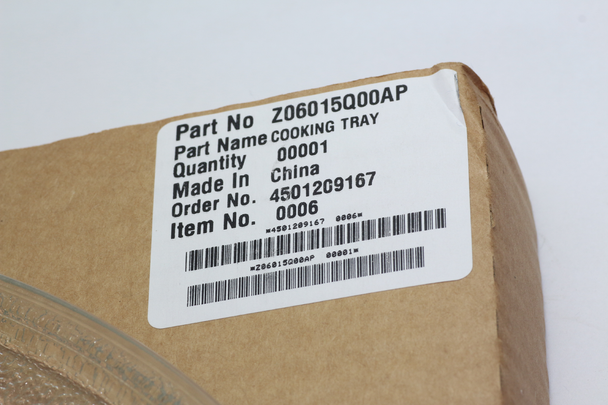 Part No Z06015Q00AP
Part Name COOKING TRAY
Quantity 00001
Made In China
Order No. 4501209167
Item No. 0006
*4501209167 0006*
*Z06015Q00AP 00001*